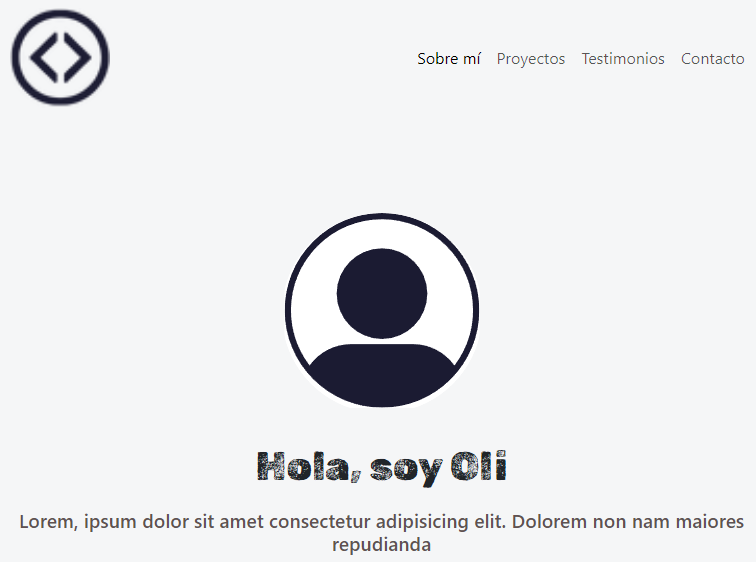 Sobre mí Proyectos Testimonios Contacto
Hola, soy Oli
Lorem, ipsum dolor sit amet consectetur adipisicing elit. Dolorem non nam maiores
repudianda